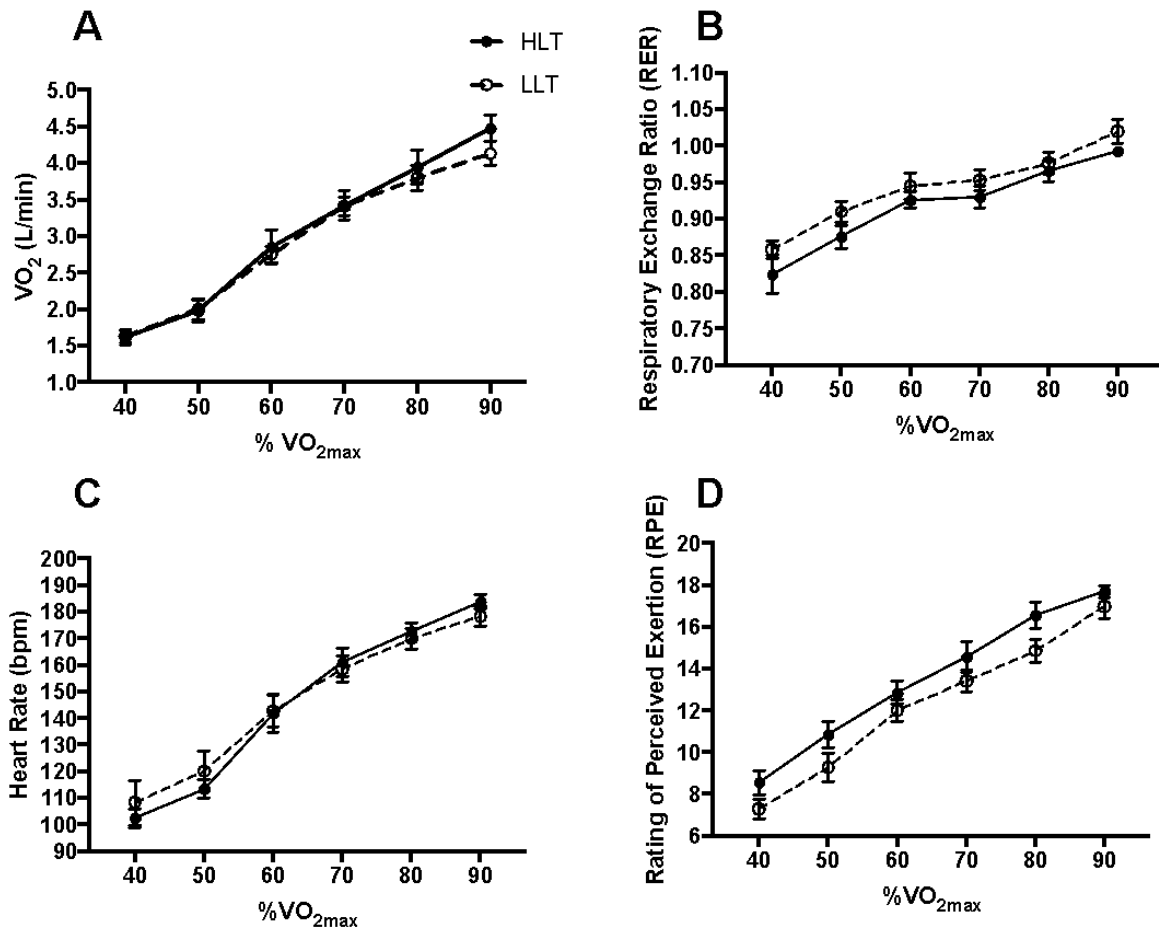 A
HLT
LLT
VO2 (L/min)
5.0
4.5
4.0
3.5
3.0
2.5
2.0
1.5
1.0
40 50 60 70 80 90
% VO2max
B
Respiratory Exchange Ratio (RER)
1.10
1.05
1.00
0.95
0.90
0.85
0.80
0.75
0.70
40 50 60 70 80 90
%VO2max
C
Heart Rate (bpm)
200
190
180
170
160
150
140
130
120
110
100
90
40 50 60 70 80 90
%VO2max
D
Rating of Perceived Exertion (RPE)
20
18
16
14
12
10
8
6
40 50 60 70 80 90
%VO2max